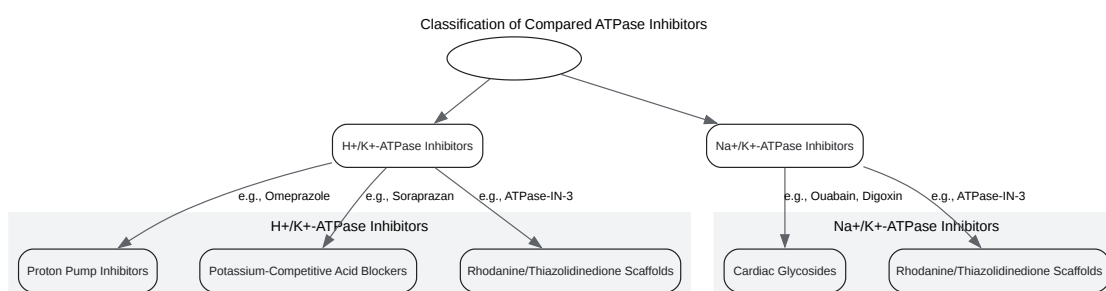 Classification of Compared ATPase Inhibitors
H+/K+-ATPase Inhibitors
Na+/K+-ATPase Inhibitors
e.g., Omeprazole
e.g., Soraprazan
e.g., ATPase-IN-3
e.g., Ouabain, Digoxin
e.g., ATPase-IN-3
H+/K+-ATPase Inhibitors
Na+/K+-ATPase Inhibitors
Proton Pump Inhibitors
Potassium-Competitive Acid Blockers
Rhodanine/Thiazolidinedione Scaffolds
Cardiac Glycosides
Rhodanine/Thiazolidinedione Scaffolds